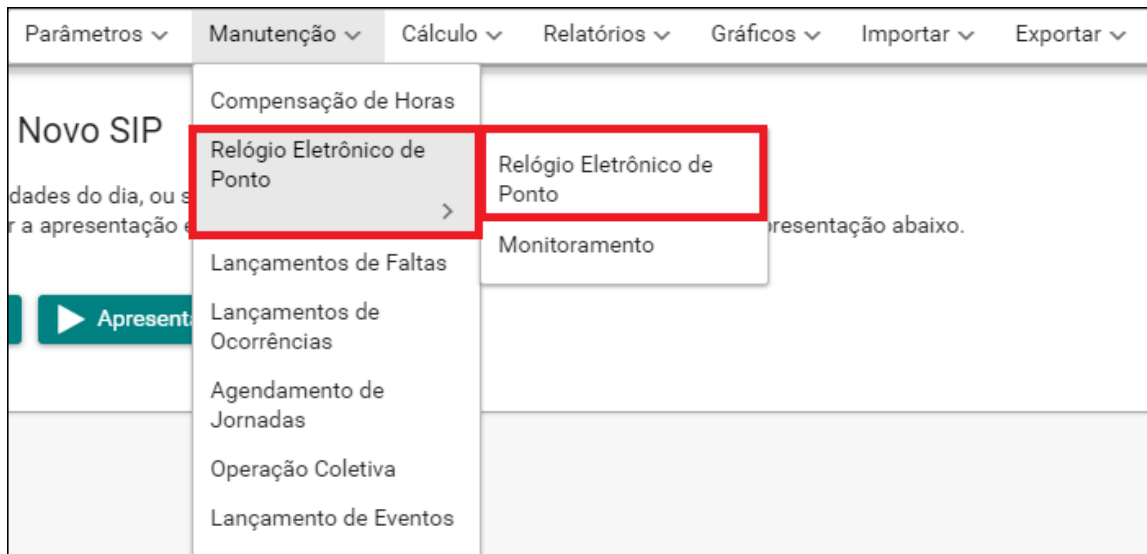 Parâmetros Manutenção Cálculo Relatórios Gráficos Importar Exportar
Novo SIP
dades do dia, ou s
r a apresentação
resentação abaixo.
Apresent
Compensação de Horas
Relógio Eletrônico de
Ponto
Lançamentos de Faltas
Lançamentos de
Ocorrências
Agendamento de
Jornadas
Operação Coletiva
Lançamento de Eventos
Relógio Eletrônico de
Ponto
Monitoramento